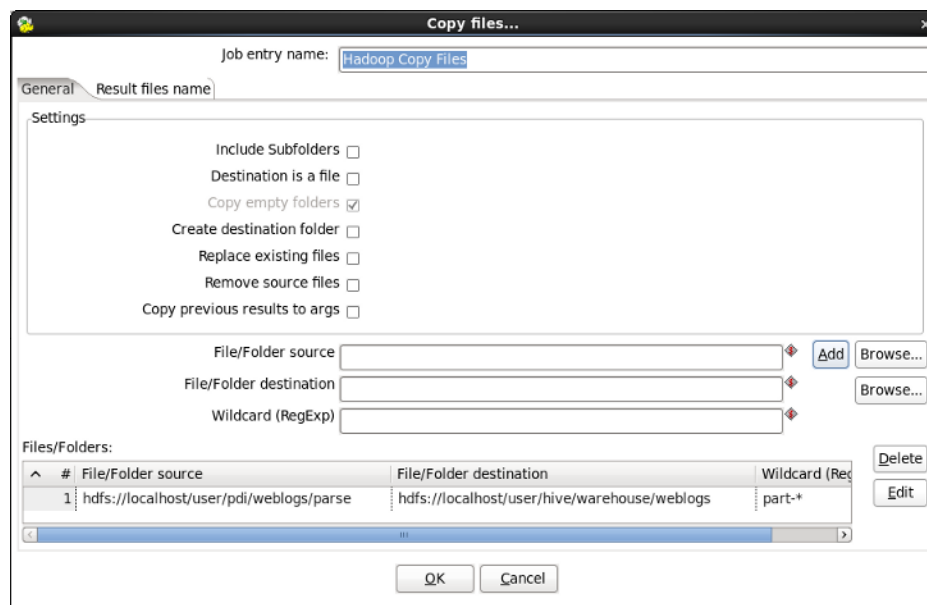 Copy files...
Job entry name: Hadoop Copy Files
General Result files name
Settings
Include Subfolders
Destination is a file
Copy empty folders
Create destination folder
Replace existing files
Remove source files
Copy previous results to args
File/Folder source Add Browse...
File/Folder destination Browse...
Wildcard (RegExp)
Files/Folders:
# File/Folder source File/Folder destination Wildcard (Reg Delete
1 hdfs://localhost/user/pdi/weblogs/parse hdfs://localhost/user/hive/warehouse/weblogs part-* Edit
OK Cancel